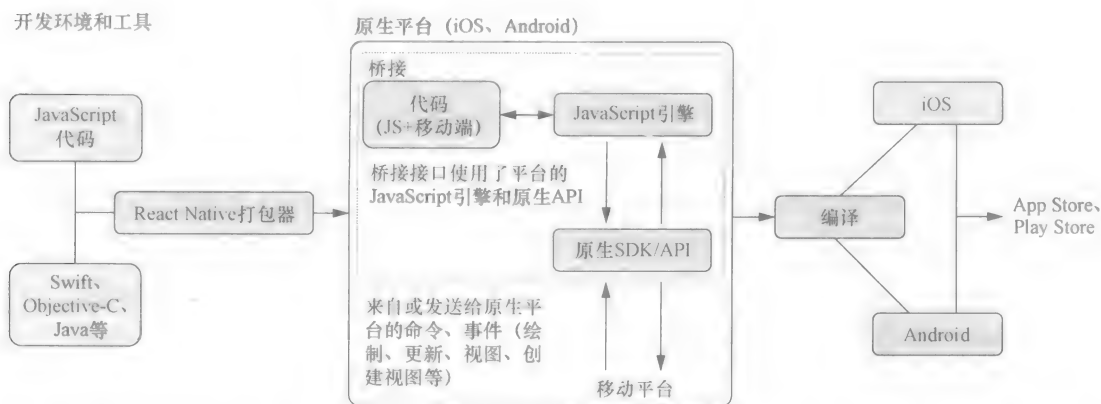 开发环境和工具
原生平台（iOS、Android）
JavaScript
代码
Swift、
Objective-C、
Java等
React Native打包器
桥接
代码
(JS+移动端)
JavaScript引擎
桥接接口使用了平台的
JavaScript引擎和原生API
原生SDK/API
来自或发送给原生平
台的命令、事件（绘
制、更新、视图、创
建视图等）
移动平台
编译
iOS
Android
App Store、
Play Store